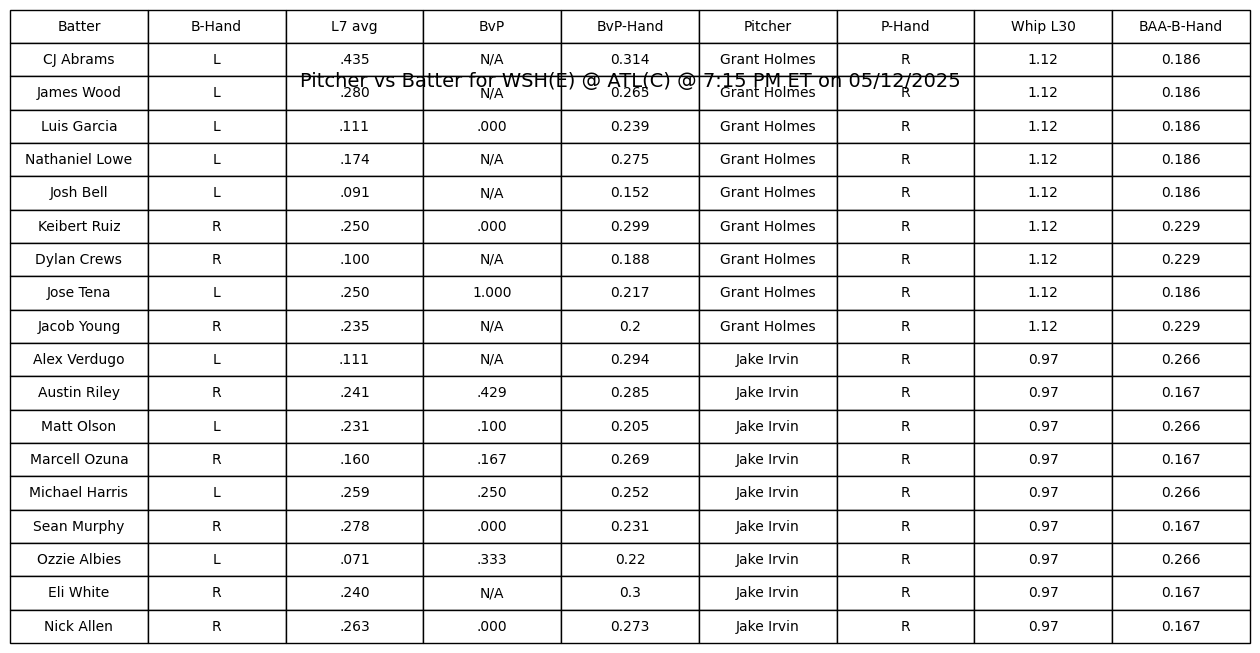 Batter B-Hand L7 avg BvP BvP-Hand Pitcher P-Hand Whip L30 BAA-B-Hand
CJ Abrams L .435 N/A 0.314 Grant Holmes R 1.12 0.186
Pitcher vs Batter for WSH(E) @ ATL(C) @ 7:15 PM ET on 05/12/2025
James Wood L .280 N/A 0.265 Grant Holmes R 1.12 0.186
Luis Garcia L .111 .000 0.239 Grant Holmes R 1.12 0.186
Nathaniel Lowe L .174 N/A 0.275 Grant Holmes R 1.12 0.186
Josh Bell L .091 N/A 0.152 Grant Holmes R 1.12 0.186
Keibert Ruiz R .250 .000 0.299 Grant Holmes R 1.12 0.229
Dylan Crews R .100 N/A 0.188 Grant Holmes R 1.12 0.229
Jose Tena L .250 1.000 0.217 Grant Holmes R 1.12 0.186
Jacob Young R .235 N/A 0.2 Grant Holmes R 1.12 0.229
Alex Verdugo L .111 N/A 0.294 Jake Irvin R 0.97 0.266
Austin Riley R .241 .429 0.285 Jake Irvin R 0.97 0.167
Matt Olson L .231 .100 0.205 Jake Irvin R 0.97 0.266
Marcell Ozuna R .160 .167 0.269 Jake Irvin R 0.97 0.167
Michael Harris L .259 .250 0.252 Jake Irvin R 0.97 0.266
Sean Murphy R .278 .000 0.231 Jake Irvin R 0.97 0.167
Ozzie Albies L .071 .333 0.22 Jake Irvin R 0.97 0.266
Eli White R .240 N/A 0.3 Jake Irvin R 0.97 0.167
Nick Allen R .263 .000 0.273 Jake Irvin R 0.97 0.167